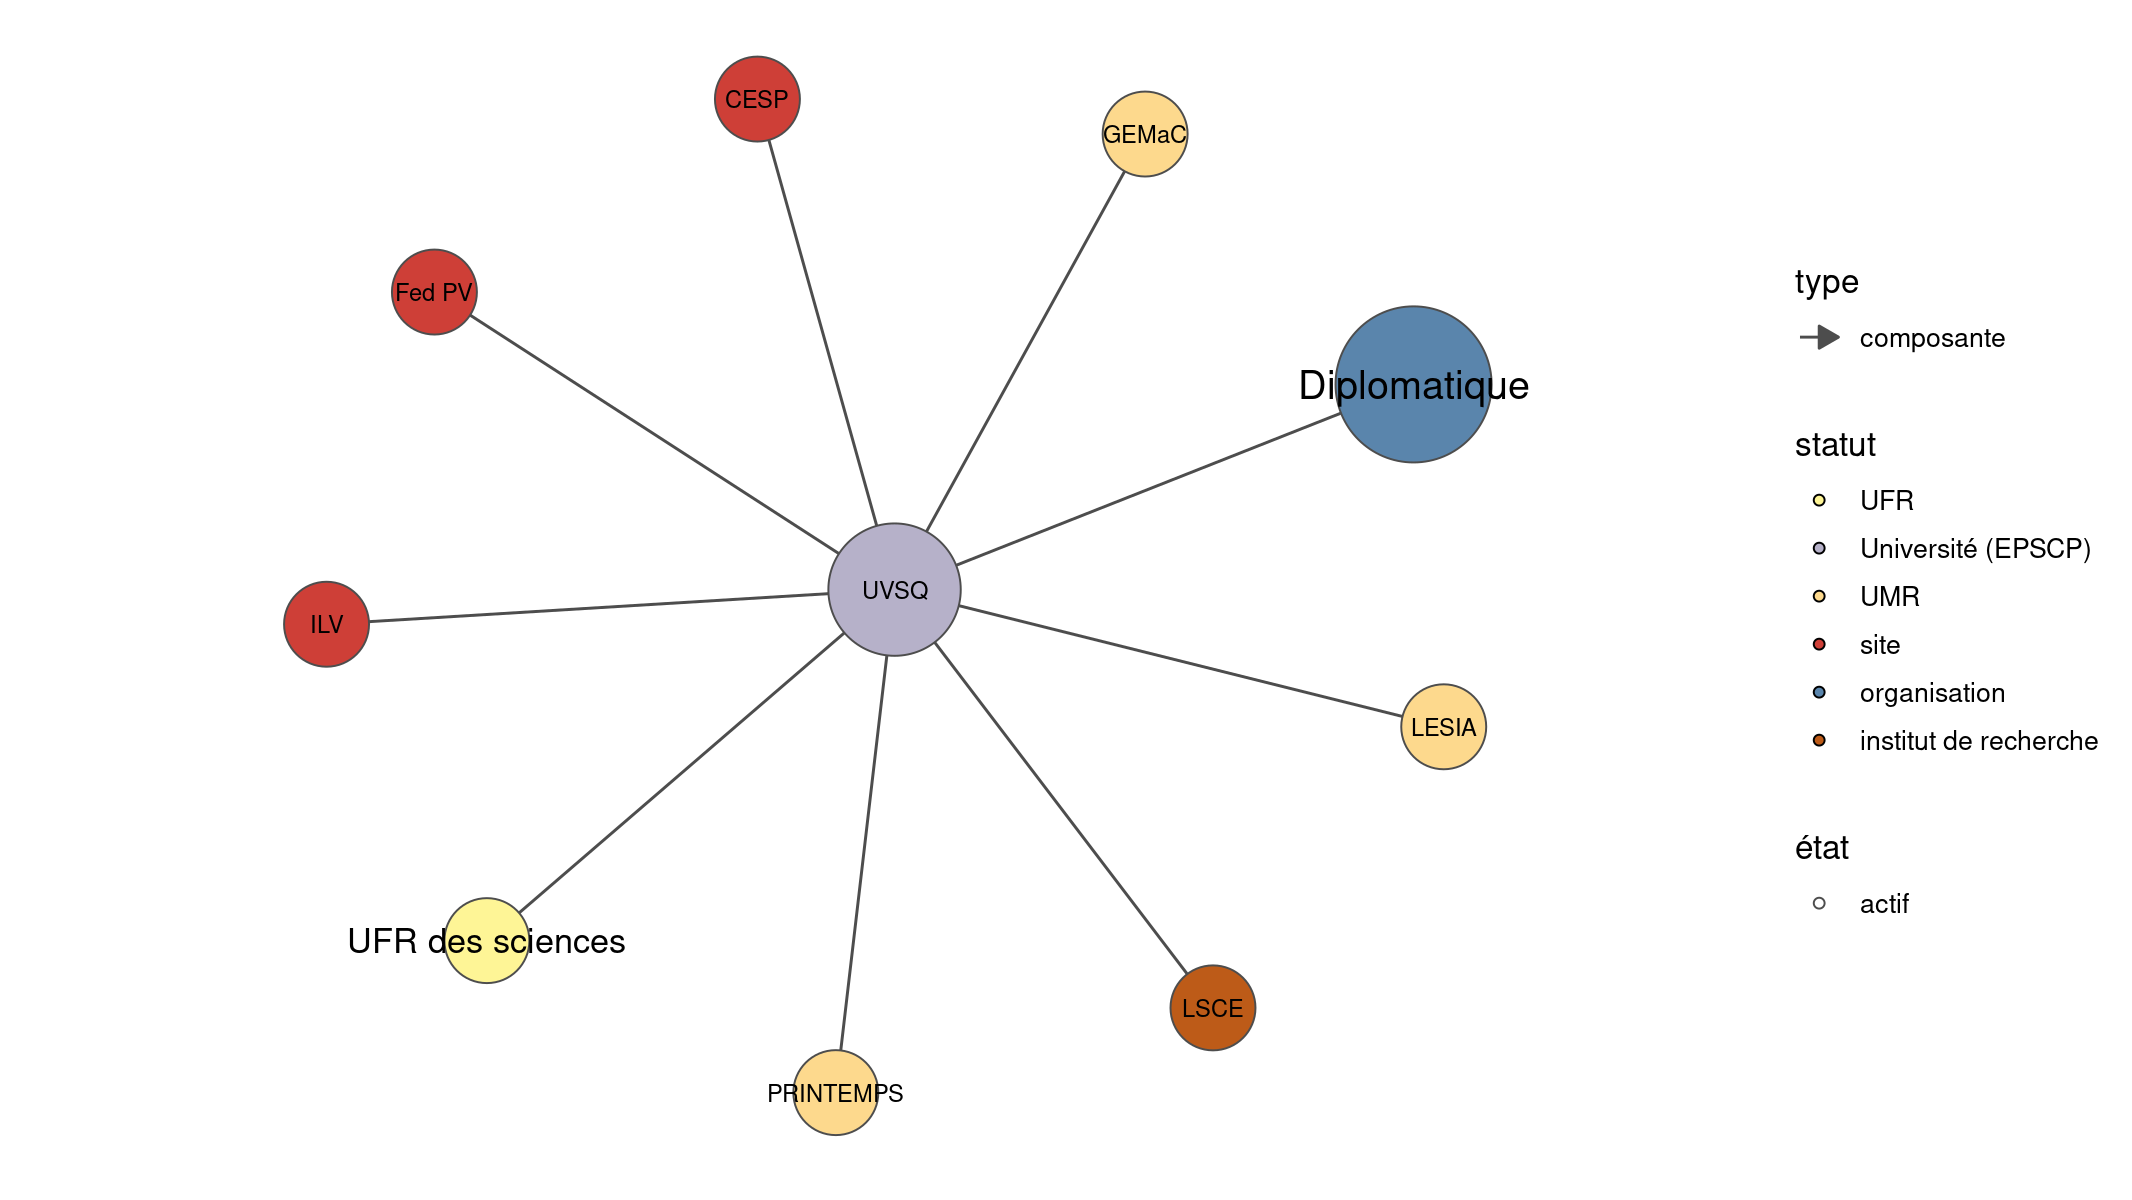 CESP
GEMaC
Fed PV
Diplomatique
UVSQ
ILV
LESIA
UFR des sciences
LSCE
PRINTEMPS
type
composante
statut
UFR
Université (EPSCP)
UMR
site
organisation
institut de recherche
état
actif